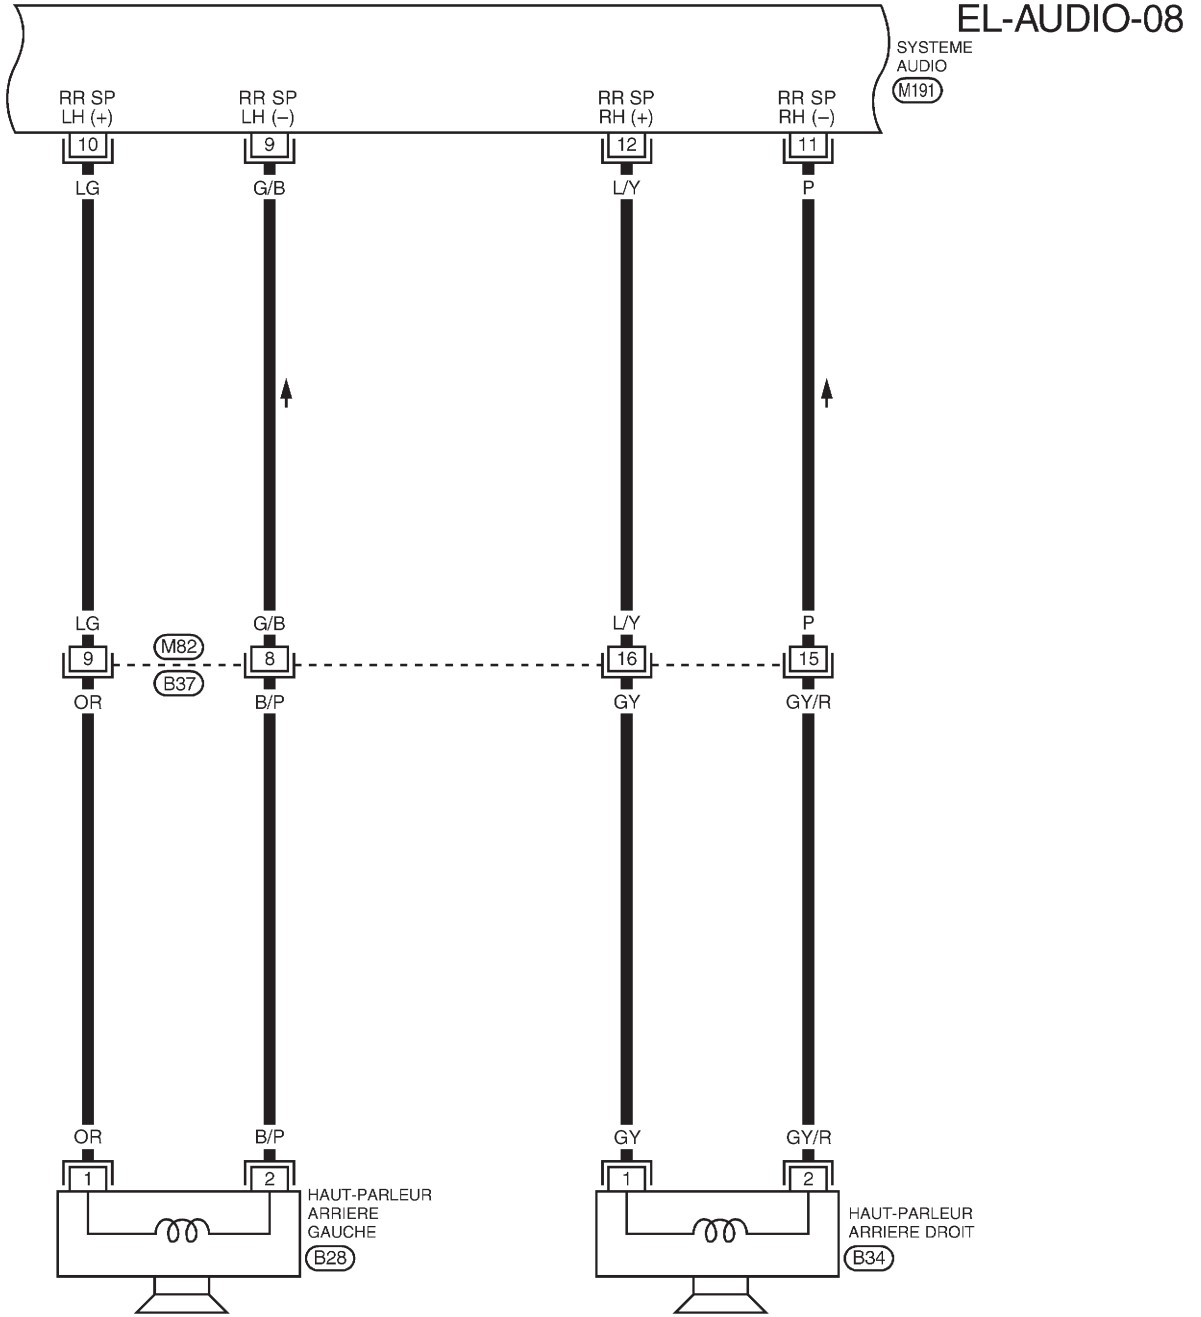 EL-AUDIO-08
SYSTEME
AUDIO
M191
RR SP
LH (+)
RR SP
LH (–)
RR SP
RH (+)
RR SP
RH (–)
10
9
12
11
LG
G/B
L/Y
P
LG
G/B
L/Y
P
M82
9
8
16
15
B37
OR
B/P
GY
GY/R
OR
B/P
GY
GY/R
1
2
1
2
HAUT-PARLEUR
ARRIERE
GAUCHE
B28
HAUT-PARLEUR
ARRIERE DROIT
B34